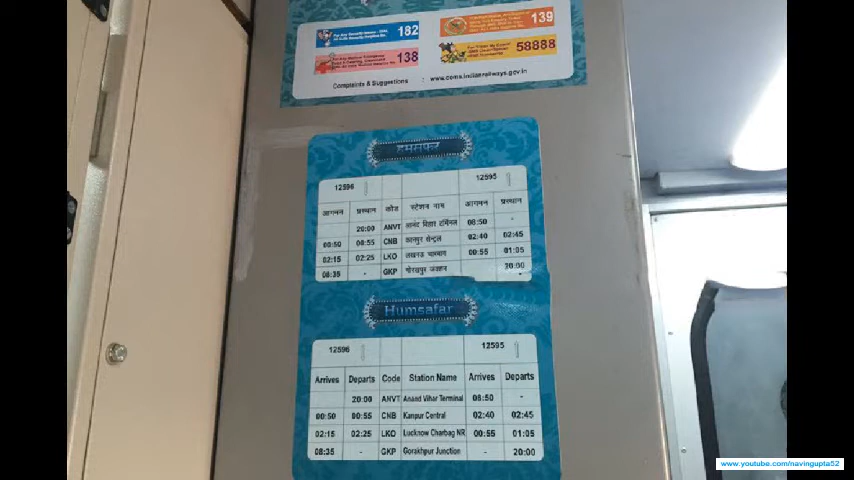 182
139
138
58888
Complaints & Suggestions : www.coms.indianrailways.gov.in
हमसफर
12596 12595
आगमन प्रस्थान कोड स्टेशन नाम आगमन प्रस्थान
20:00 ANVT आनंद विहार टर्मिनल 08:50 -
00:50 00:55 CNB कानपुर सेन्ट्रल 02:40 02:45
02:15 02:25 LKO लखनऊ चारबाग 00:55 01:05
08:35 - GKP गोरखपुर जंक्शन 20:00
Humsafar
12596 12595
Arrives Departs Code Station Name Arrives Departs
20:00 ANVT Anand Vihar Terminal 08:50 -
00:50 00:55 CNB Kanpur Central 02:40 02:45
02:15 02:25 LKO Lucknow Charbag NR 00:55 01:05
08:35 - GKP Gorakhpur Junction - 20:00
www.youtube.com/navingupta52